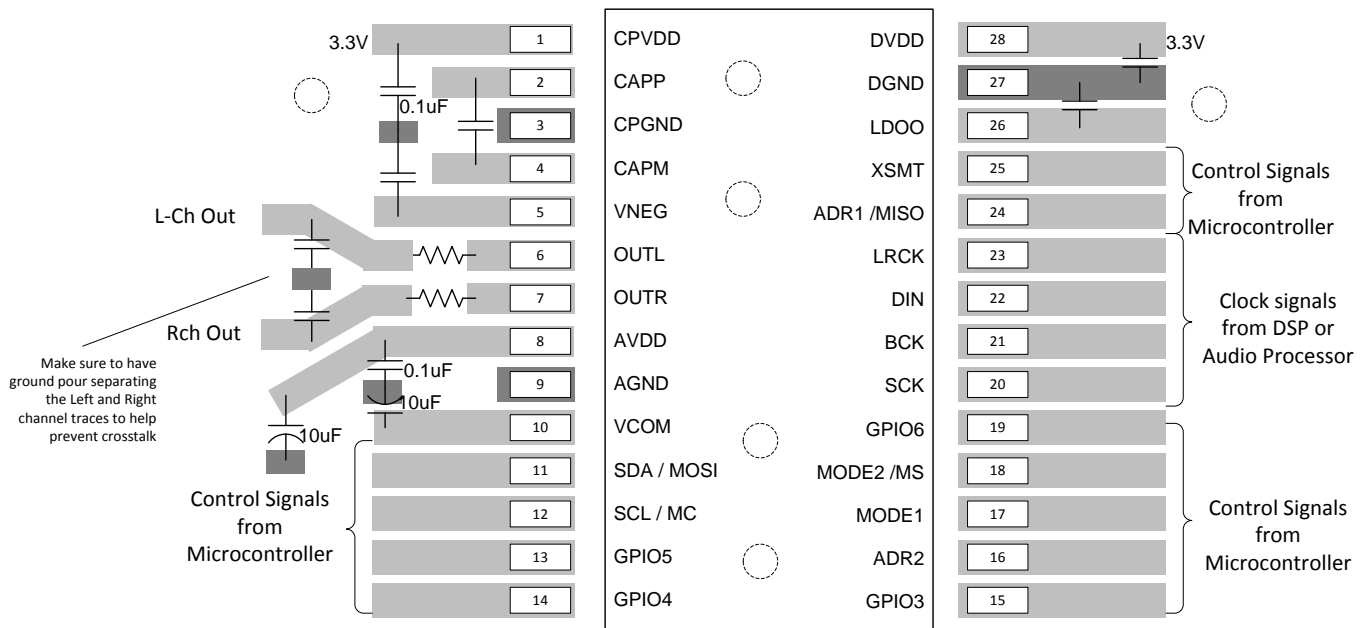 3.3V
1
CPVDD
DVDD
28
3.3V
2
CAPP
DGND
27
0.1uF
3
CPGND
LDOO
26
4
CAPM
XSMT
25
Control Signals
from
Microcontroller
5
VNEG
ADR1 /MISO
24
L-Ch Out
6
OUTL
LRCK
23
7
OUTR
DIN
22
Clock signals
from DSP or
Audio Processor
Rch Out
8
AVDD
BCK
21
Make sure to have
ground pour separating
the Left and Right
channel traces to help
prevent crosstalk
0.1uF
9
AGND
SCK
20
10uF
10uF
10
VCOM
GPIO6
19
11
SDA / MOSI
MODE2 /MS
18
Control Signals
from
Microcontroller
12
SCL / MC
MODE1
17
Control Signals
from
Microcontroller
13
GPIO5
ADR2
16
14
GPIO4
GPIO3
15